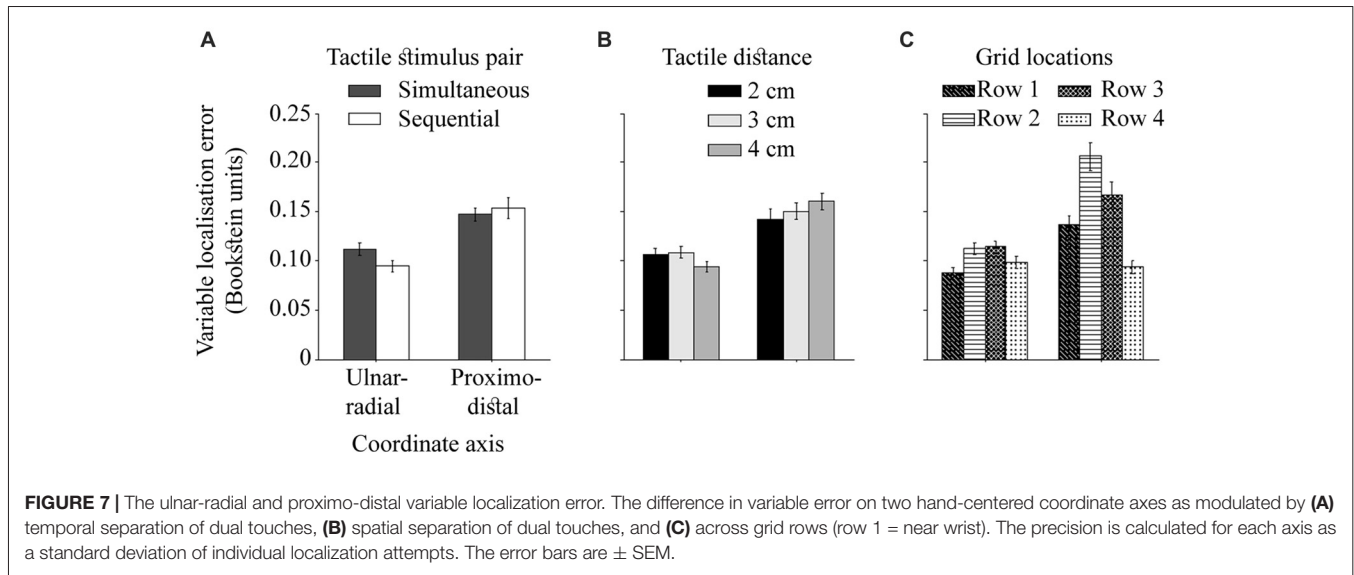 A
Tactile stimulus pair
Simultaneous
Sequential
Variable localisation error
(Bookstein units)
0.25
0.20
0.15
0.10
0.05
0
Ulnar-
radial
Proximo-
distal
Coordinate axis
B
Tactile distance
2 cm
3 cm
4 cm
C
Grid locations
Row 1
Row 3
Row 2
Row 4
FIGURE 7 | The ulnar-radial and proximo-distal variable localization error. The difference in variable error on two hand-centered coordinate axes as modulated by (A)
temporal separation of dual touches, (B) spatial separation of dual touches, and (C) across grid rows (row 1 = near wrist). The precision is calculated for each axis as
a standard deviation of individual localization attempts. The error bars are ± SEM.